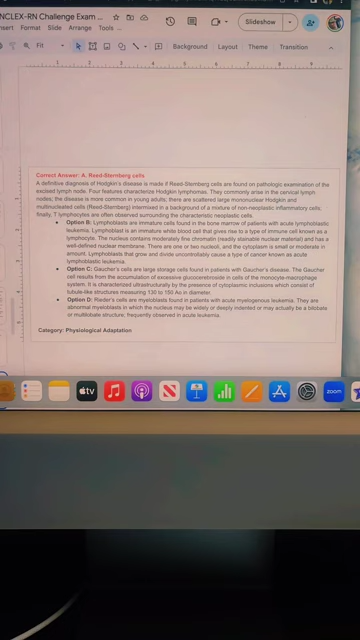 NCLEX-RN Challenge Exam ...
Format Slide Arrange Tools ...
Slideshow
Fit
Background Layout Theme Transition
Correct Answer: A. Reed-Sternberg cells
A definitive diagnosis of Hodgkin's disease is made if Reed-Sternberg cells are found on pathologic examination of the
excised lymph node. Four features characterize Hodgkin lymphomas. They commonly arise in the cervical lymph
nodes; the disease is more common in young adults; there are scattered large mononuclear Hodgkin and
multinucleated cells (Reed-Sternberg) intermixed in a background of a mixture of non-neoplastic inflammatory cells;
finally, T lymphocytes are often observed surrounding the characteristic neoplastic cells.
• Option B: Lymphoblasts are immature cells found in the bone marrow of patients with acute lymphoblastic
leukemia. Lymphoblast is an immature white blood cell that gives rise to a type of immune cell known as a
lymphocyte. The nucleus contains moderately fine chromatin (readily stainable nuclear material) and has a
well-defined nuclear membrane. There are one or two nucleoli, and the cytoplasm is small or moderate in
amount. Lymphoblasts grow and divide uncontrollably cause a type of cancer known as acute
lymphoblastic leukemia.
• Option C: Gaucher's cells are large storage cells found in patients with Gaucher's disease. The Gaucher
cell results from the accumulation of excessive glucocerebroside in cells of the monocyte-macrophage
system. It is characterized ultrastructurally by the presence of cytoplasmic inclusions which consist of
tubule-like structures measuring 130 to 150 Ao in diameter.
• Option D: Rieder's cells are myeloblasts found in patients with acute myelogenous leukemia. They are
abnormal myeloblasts in which the nucleus may be widely or deeply indented or may actually be a bilobate
or multilobate structure, frequently observed in acute leukemia.
Category: Physiological Adaptation
tv
zoom